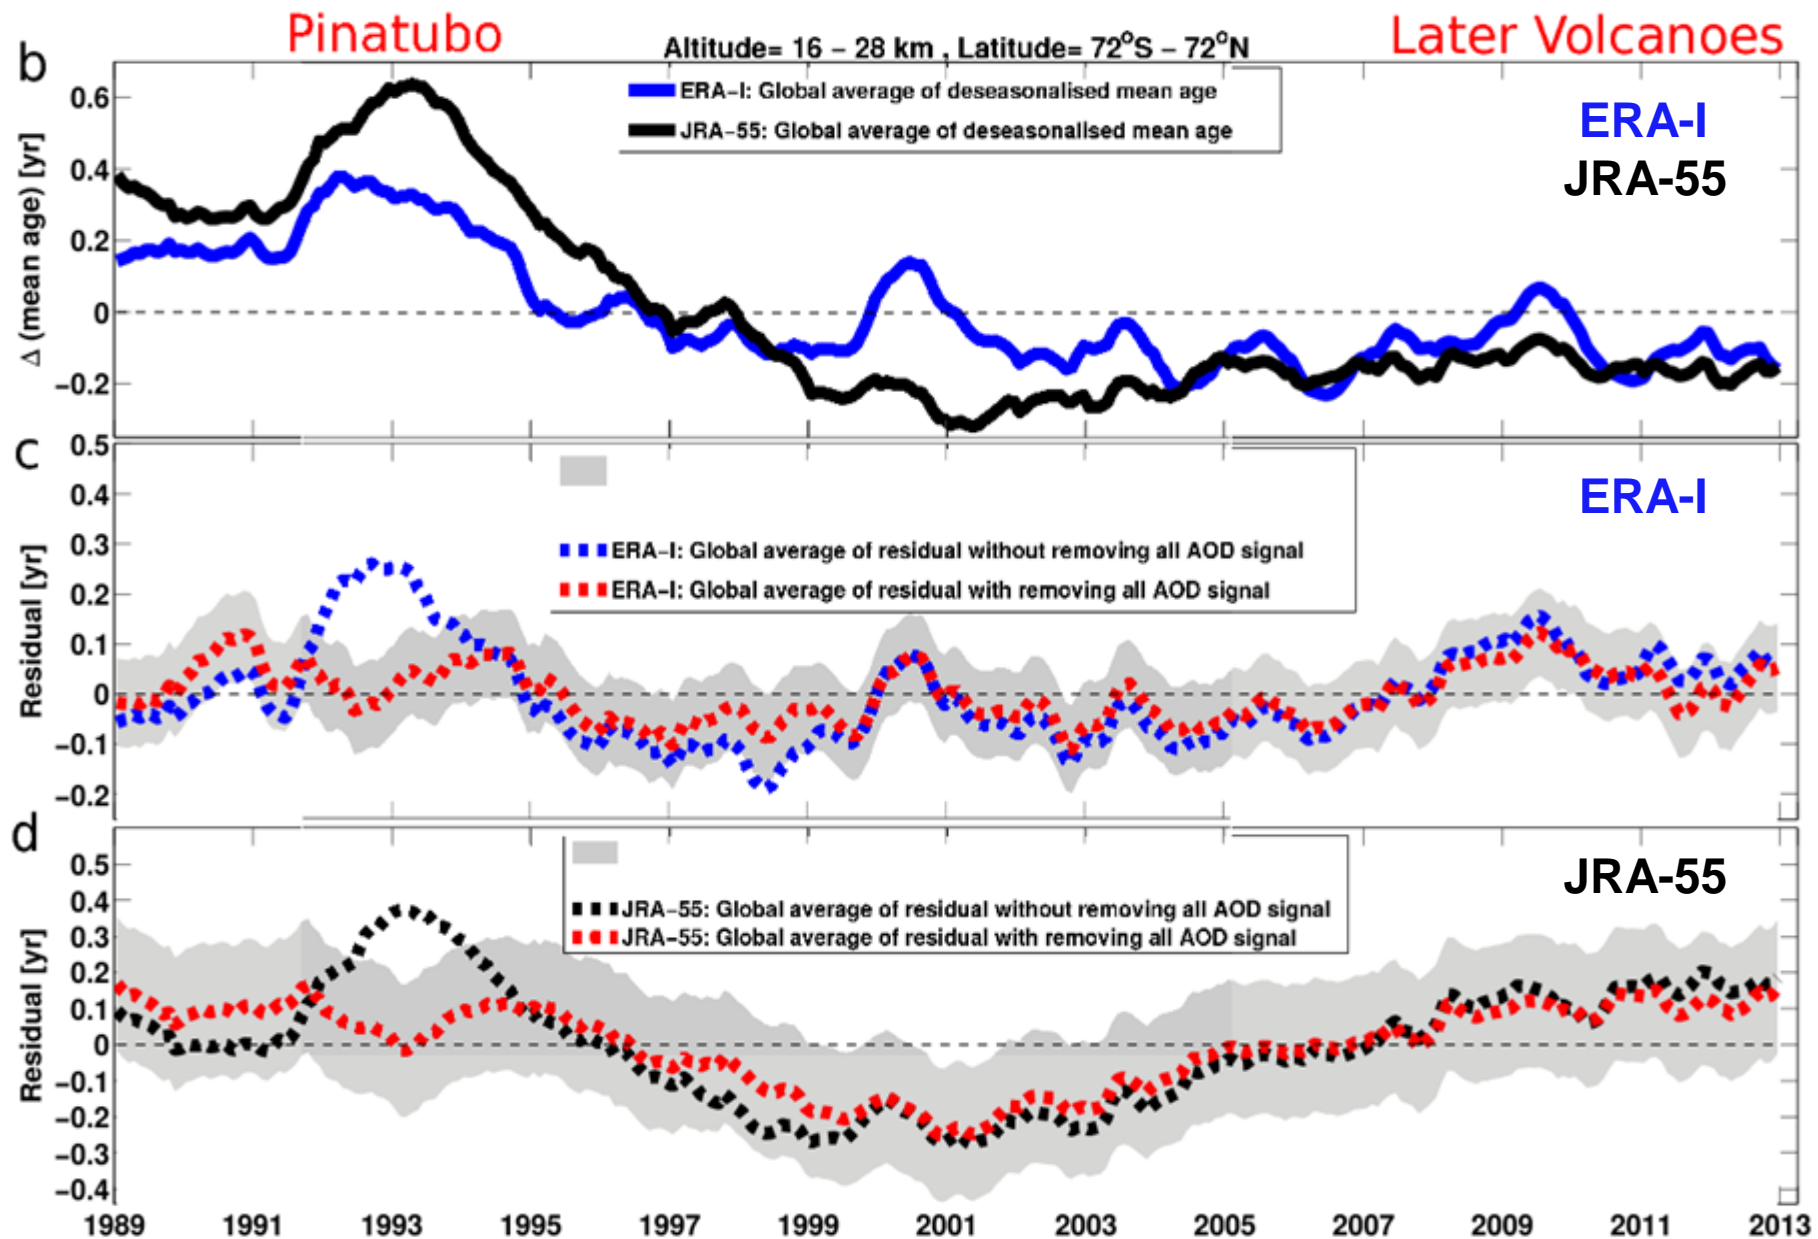 Pinatubo
Later Volcanoes
Altitude= 16 – 28 km , Latitude= 72°S – 72°N
b
Δ (mean age) [yr]
0.6
0.4
0.2
0
−0.2
ERA−I: Global average of deseasonalised mean age
JRA−55: Global average of deseasonalised mean age
ERA-I
JRA-55
c
Residual [yr]
0.5
0.4
0.3
0.2
0.1
0
−0.1
−0.2
ERA−I: Global average of residual without removing all AOD signal
ERA−I: Global average of residual with removing all AOD signal
ERA-I
d
Residual [yr]
0.5
0.4
0.3
0.2
0.1
0
−0.1
−0.2
−0.3
−0.4
JRA−55: Global average of residual without removing all AOD signal
JRA−55: Global average of residual with removing all AOD signal
JRA-55
1989 1991 1993 1995 1997 1999 2001 2003 2005 2007 2009 2011 2013